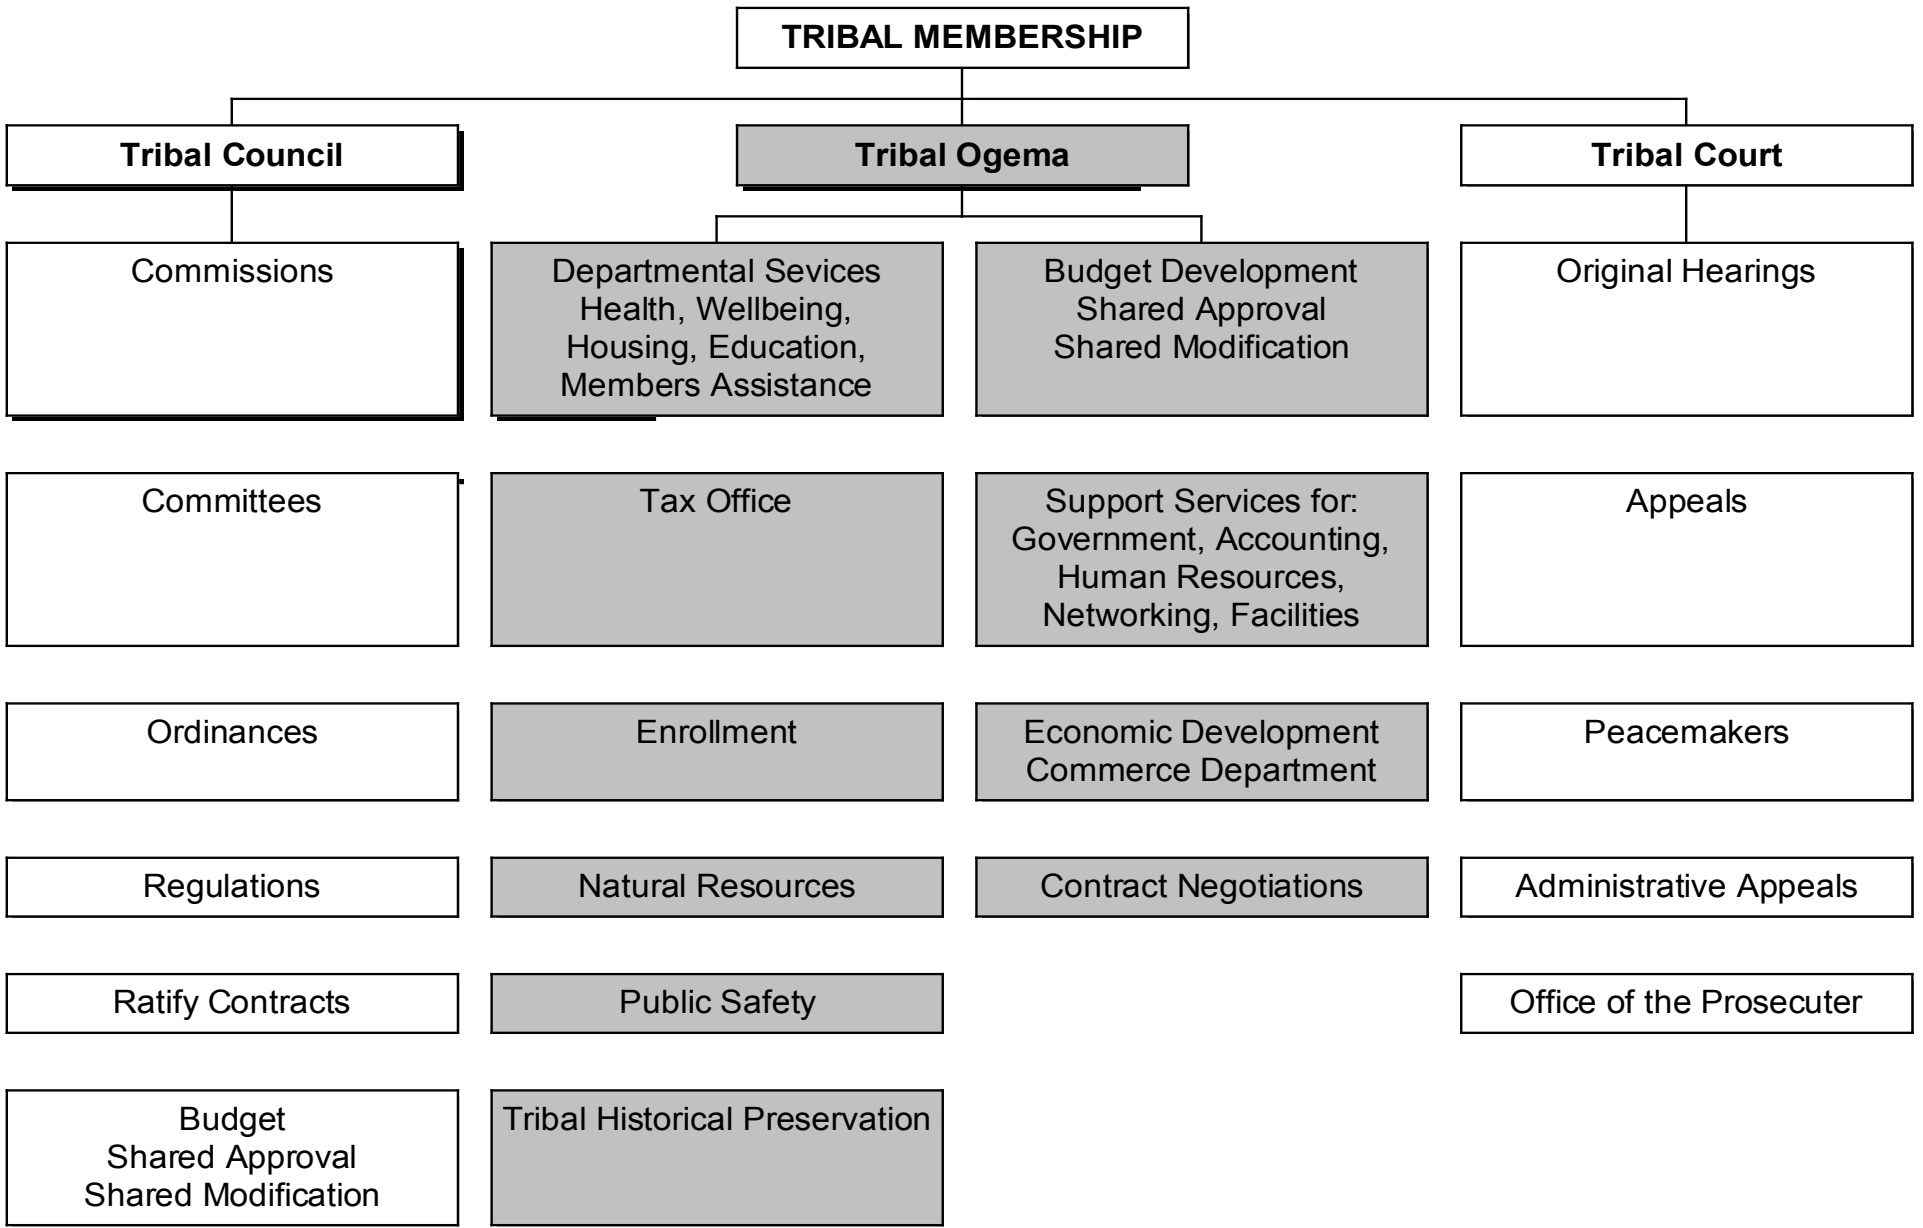 TRIBAL MEMBERSHIP
Tribal Council
Tribal Ogema
Tribal Court
Commissions
Departmental Sevices
Health, Wellbeing,
Housing, Education,
Members Assistance
Budget Development
Shared Approval
Shared Modification
Original Hearings
Committees
Tax Office
Support Services for:
Government, Accounting,
Human Resources,
Networking, Facilities
Appeals
Ordinances
Enrollment
Economic Development
Commerce Department
Peacemakers
Regulations
Natural Resources
Contract Negotiations
Administrative Appeals
Ratify Contracts
Public Safety
Office of the Prosecuter
Budget
Shared Approval
Shared Modification
Tribal Historical Preservation